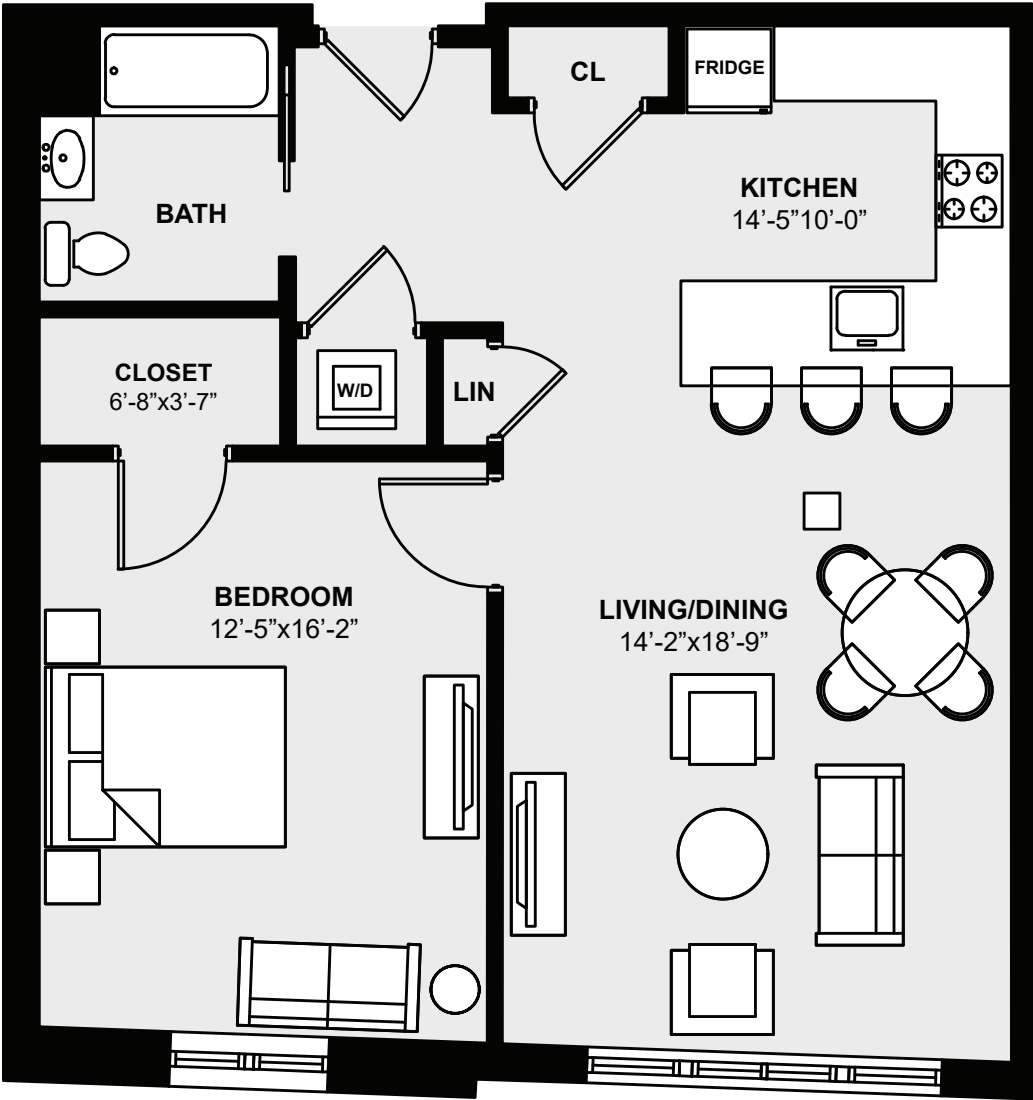 CL
FRIDGE
KITCHEN
14’-5”10’-0”
BATH
CLOSET
6’-8”x3’-7”
W/D
LIN
BEDROOM
12’-5”x16’-2”
LIVING/DINING
14’-2”x18’-9”